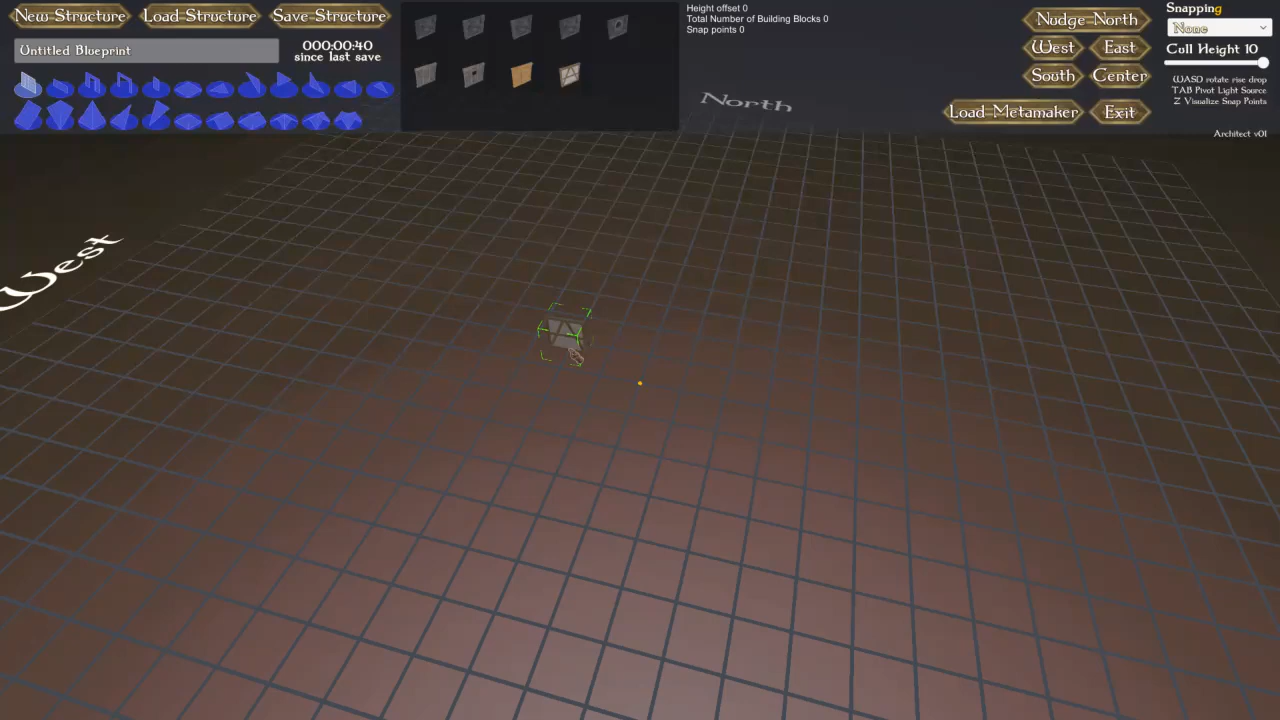 New Structure
Load Structure
Save Structure
Untitled Blueprint
000:00:40
since last save
Height offset 0
Total Number of Building Blocks 0
Snap points 0
Nudge North
West
East
South
Center
Load Metamaker
Exit
Snapping
None
Cull Height 10
WASD rotate rise drop
TAB Pivot Light Source
Z Visualize Snap Points
Architect v01
North
West